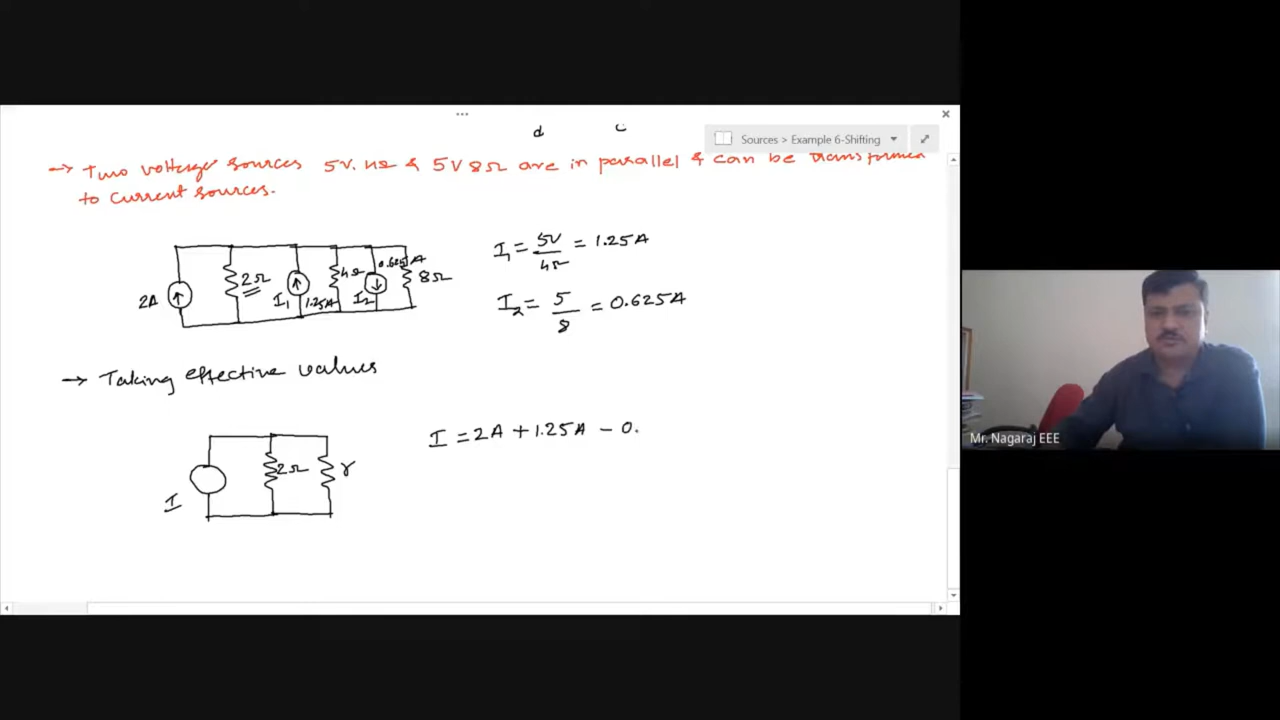 d c
Sources > Example 6-Shifting
→ Two voltage sources 5V. 4Ω & 5V 8Ω are in parallel & can be transformed
to current sources.
2A 2Ω I1 1.25A 4Ω I2 0.625A 8Ω
I1 = 5V/4Ω = 1.25A
I2 = 5/8 = 0.625A
→ Taking effective values
I 2Ω r
I = 2A + 1.25A - 0.
Mr. Nagaraj EEE